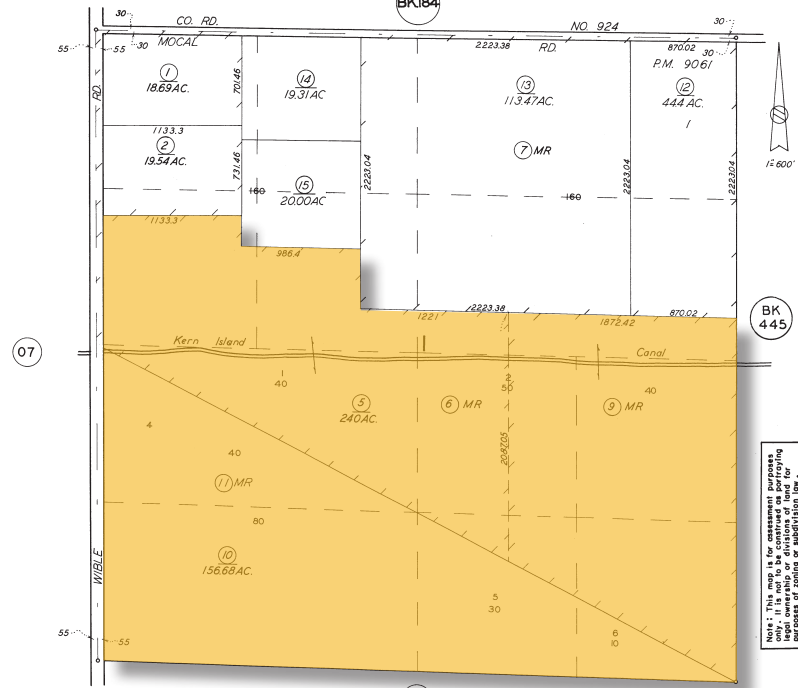 BK184
30
CO. RD.
NO. 924
30
55
55
30
MOCAL
2223.38
RD.
870.02
30
P.M. 9061
RD.
1
18.69AC.
701.46
14
19.31AC.
13
113.47AC.
12
444 AC.
1
1133.3
2
19.54AC.
731.46
15
20.00AC
2223.04
7 MR
2223.04
2223.04
1"=600'
160
160
1133.3
986.4
2223.38
870.02
1221
1872.42
BK
445
07
Kern Island
Canal
1
40
2
50
40
5
240AC.
6 MR
9 MR
4
40
2087.05
11 MR
80
10
156.68AC.
WIBLE
5
30
6
10
55
55
Note: This map is for assessment purposes
only. It is not to be construed as portraying
legal ownership or divisions of land for
purposes of zoning or subdivision law.